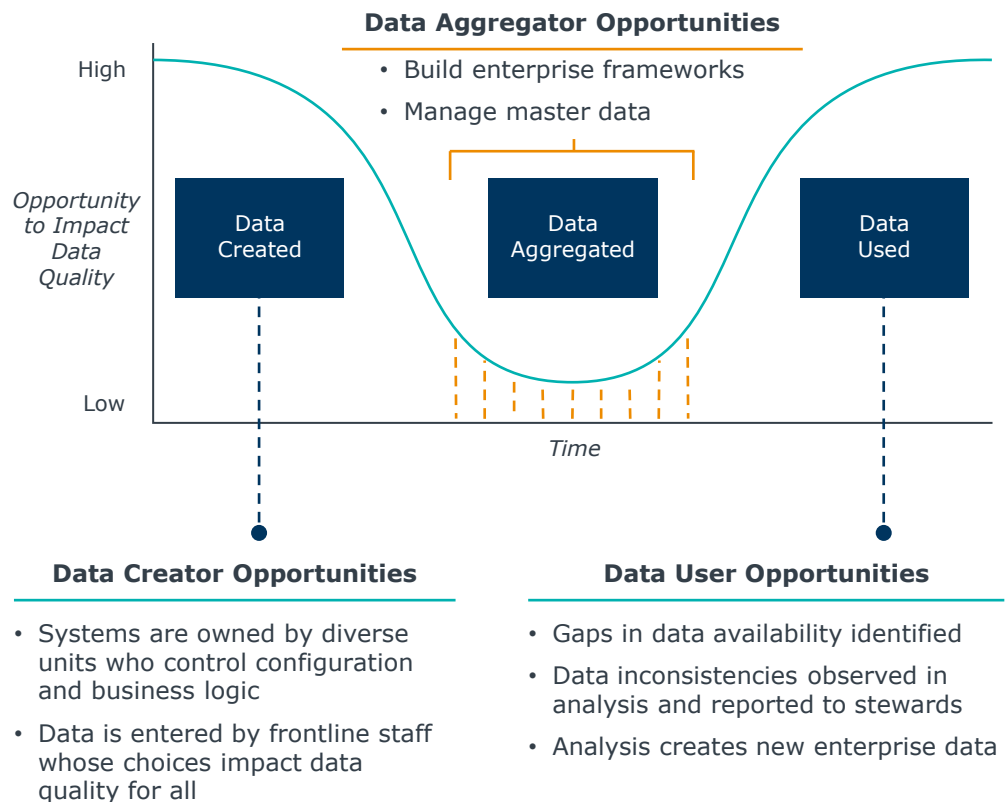 Data Aggregator Opportunities
• Build enterprise frameworks
• Manage master data
High
Opportunity
to Impact
Data
Quality
Low
Data
Created
Data
Aggregated
Data
Used
Time
Data Creator Opportunities
• Systems are owned by diverse
units who control configuration
and business logic
• Data is entered by frontline staff
whose choices impact data
quality for all
Data User Opportunities
• Gaps in data availability identified
• Data inconsistencies observed in
analysis and reported to stewards
• Analysis creates new enterprise data